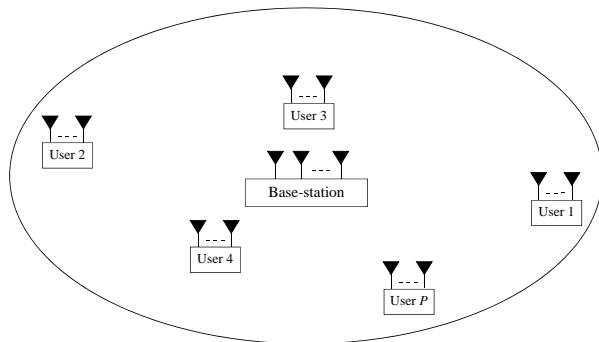 User 3
User 2
Base-station
User 1
User 4
User P